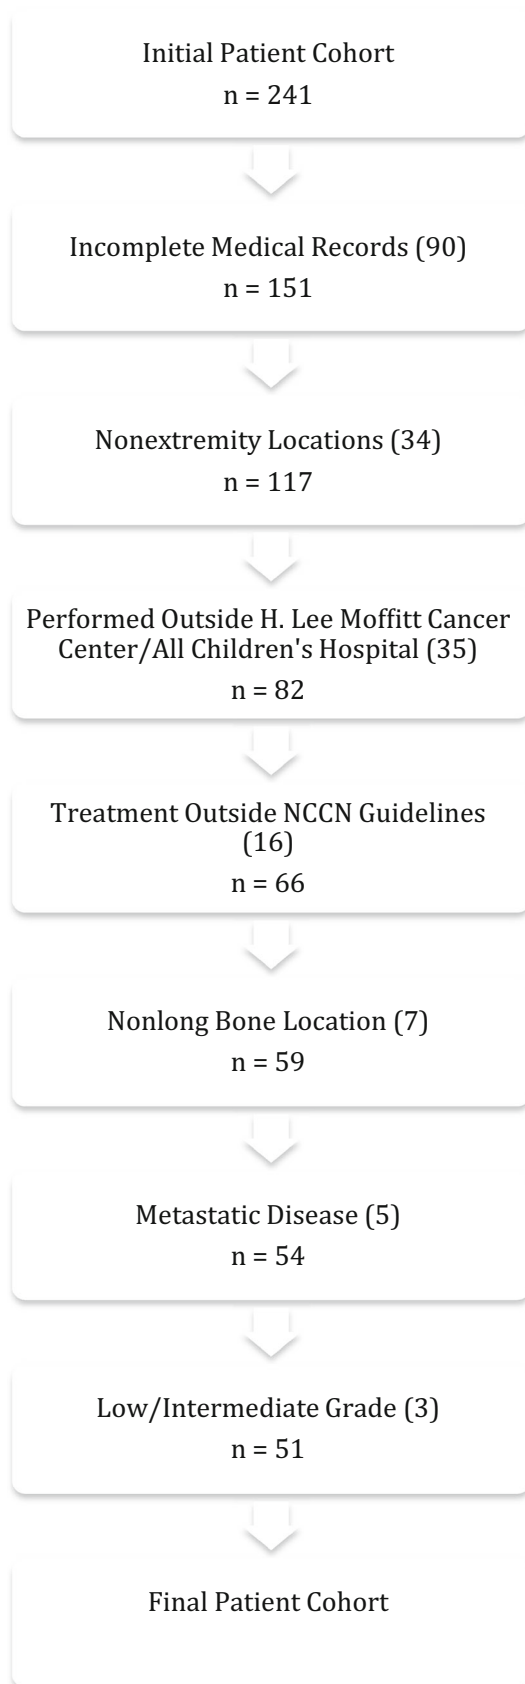 Initial Patient Cohort
n = 241
Incomplete Medical Records (90)
n = 151
Nonextremity Locations (34)
n = 117
Performed Outside H. Lee Moffitt Cancer
Center/All Children's Hospital (35)
n = 82
Treatment Outside NCCN Guidelines
(16)
n = 66
Nonlong Bone Location (7)
n = 59
Metastatic Disease (5)
n = 54
Low/Intermediate Grade (3)
n = 51
Final Patient Cohort